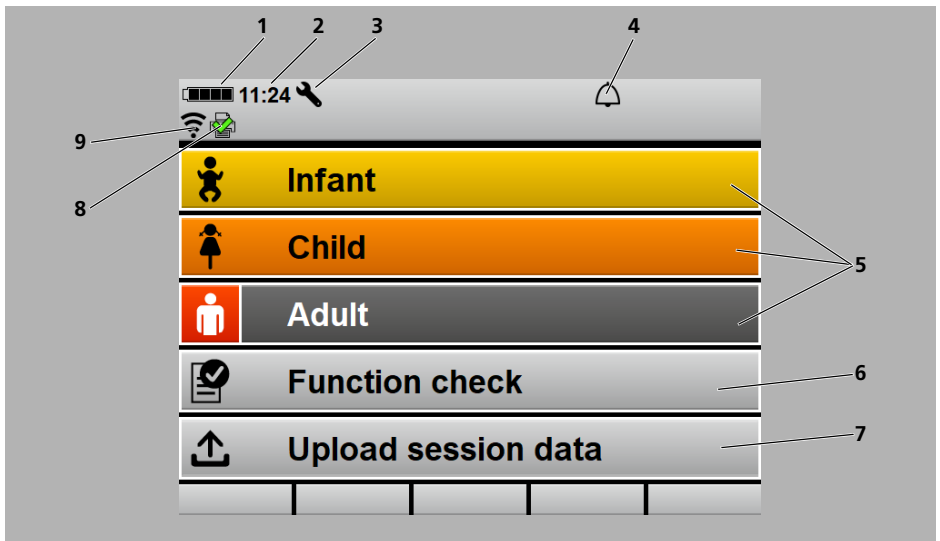 1 2 3 4
11:24
9
8
Infant
Child
5
Adult
Function check
6
Upload session data
7